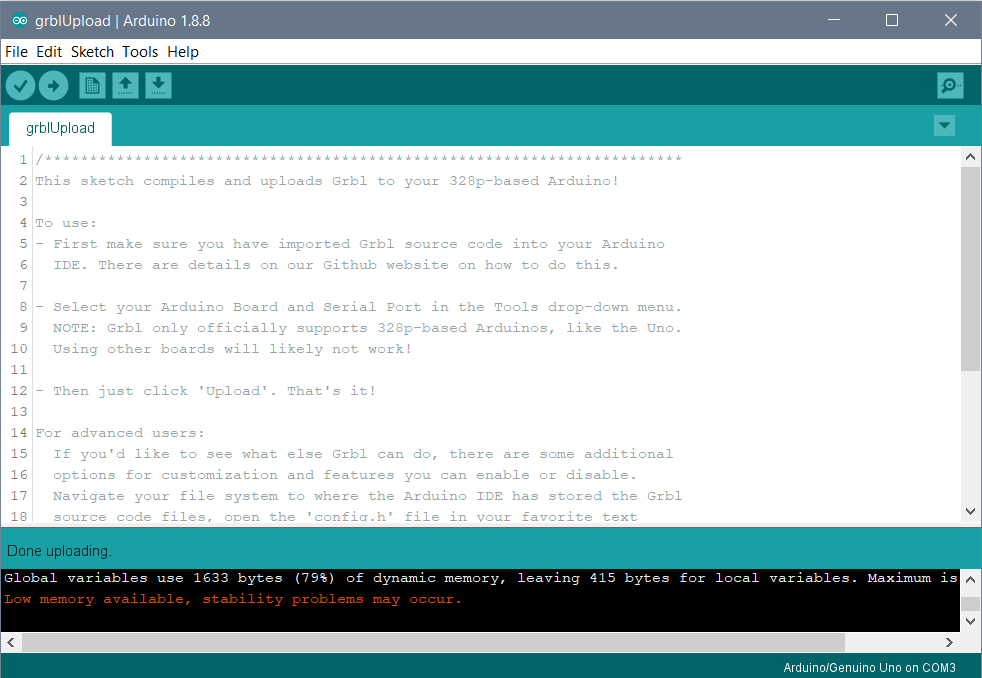 grblUpload | Arduino 1.8.8
File Edit Sketch Tools Help
grblUpload
1 /***********************************************************************
2 This sketch compiles and uploads Grbl to your 328p-based Arduino!
3
4 To use:
5 - First make sure you have imported Grbl source code into your Arduino
6   IDE. There are details on our Github website on how to do this.
7
8 - Select your Arduino Board and Serial Port in the Tools drop-down menu.
9   NOTE: Grbl only officially supports 328p-based Arduinos, like the Uno.
10   Using other boards will likely not work!
11
12 - Then just click 'Upload'. That's it!
13
14 For advanced users:
15   If you'd like to see what else Grbl can do, there are some additional
16   options for customization and features you can enable or disable.
17   Navigate your file system to where the Arduino IDE has stored the Grbl
18   source code files, open the 'config.h' file in your favorite text
Done uploading.
Global variables use 1633 bytes (79%) of dynamic memory, leaving 415 bytes for local variables. Maximum is
Low memory available, stability problems may occur.
Arduino/Genuino Uno on COM3